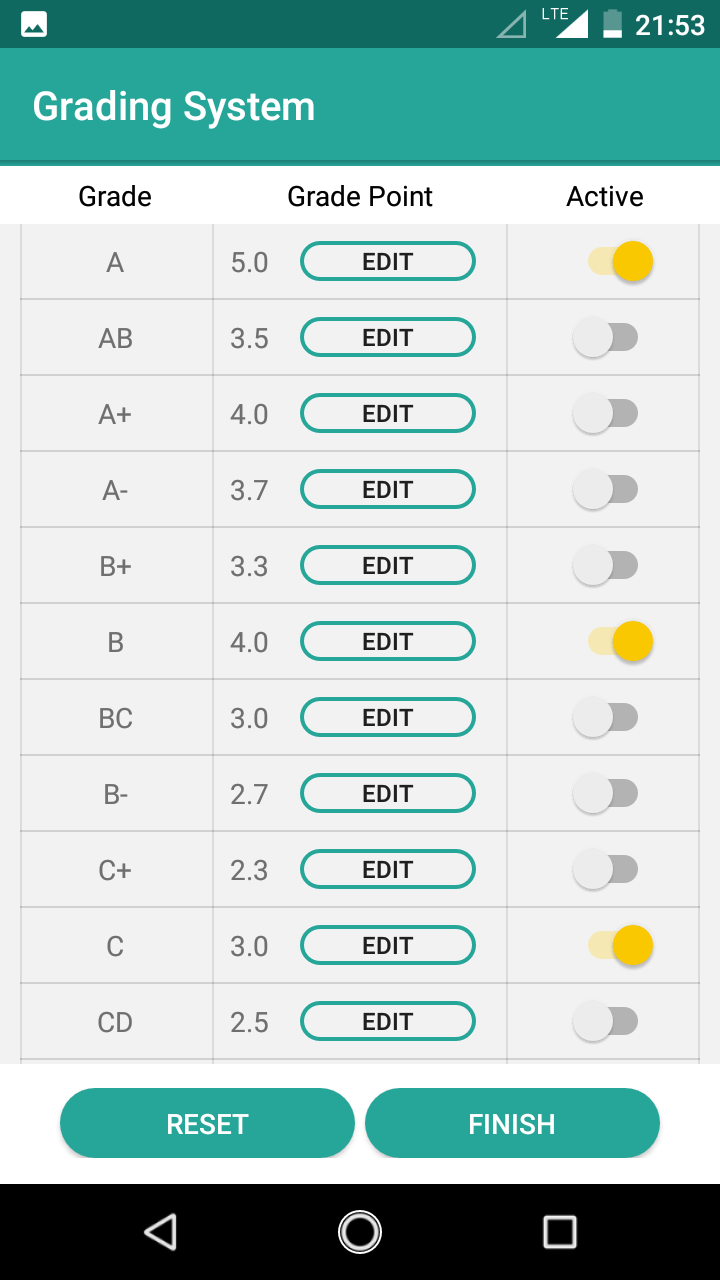 LTE 21:53
Grading System
Grade Grade Point Active
A 5.0 EDIT
AB 3.5 EDIT
A+ 4.0 EDIT
A- 3.7 EDIT
B+ 3.3 EDIT
B 4.0 EDIT
BC 3.0 EDIT
B- 2.7 EDIT
C+ 2.3 EDIT
C 3.0 EDIT
CD 2.5 EDIT
RESET FINISH